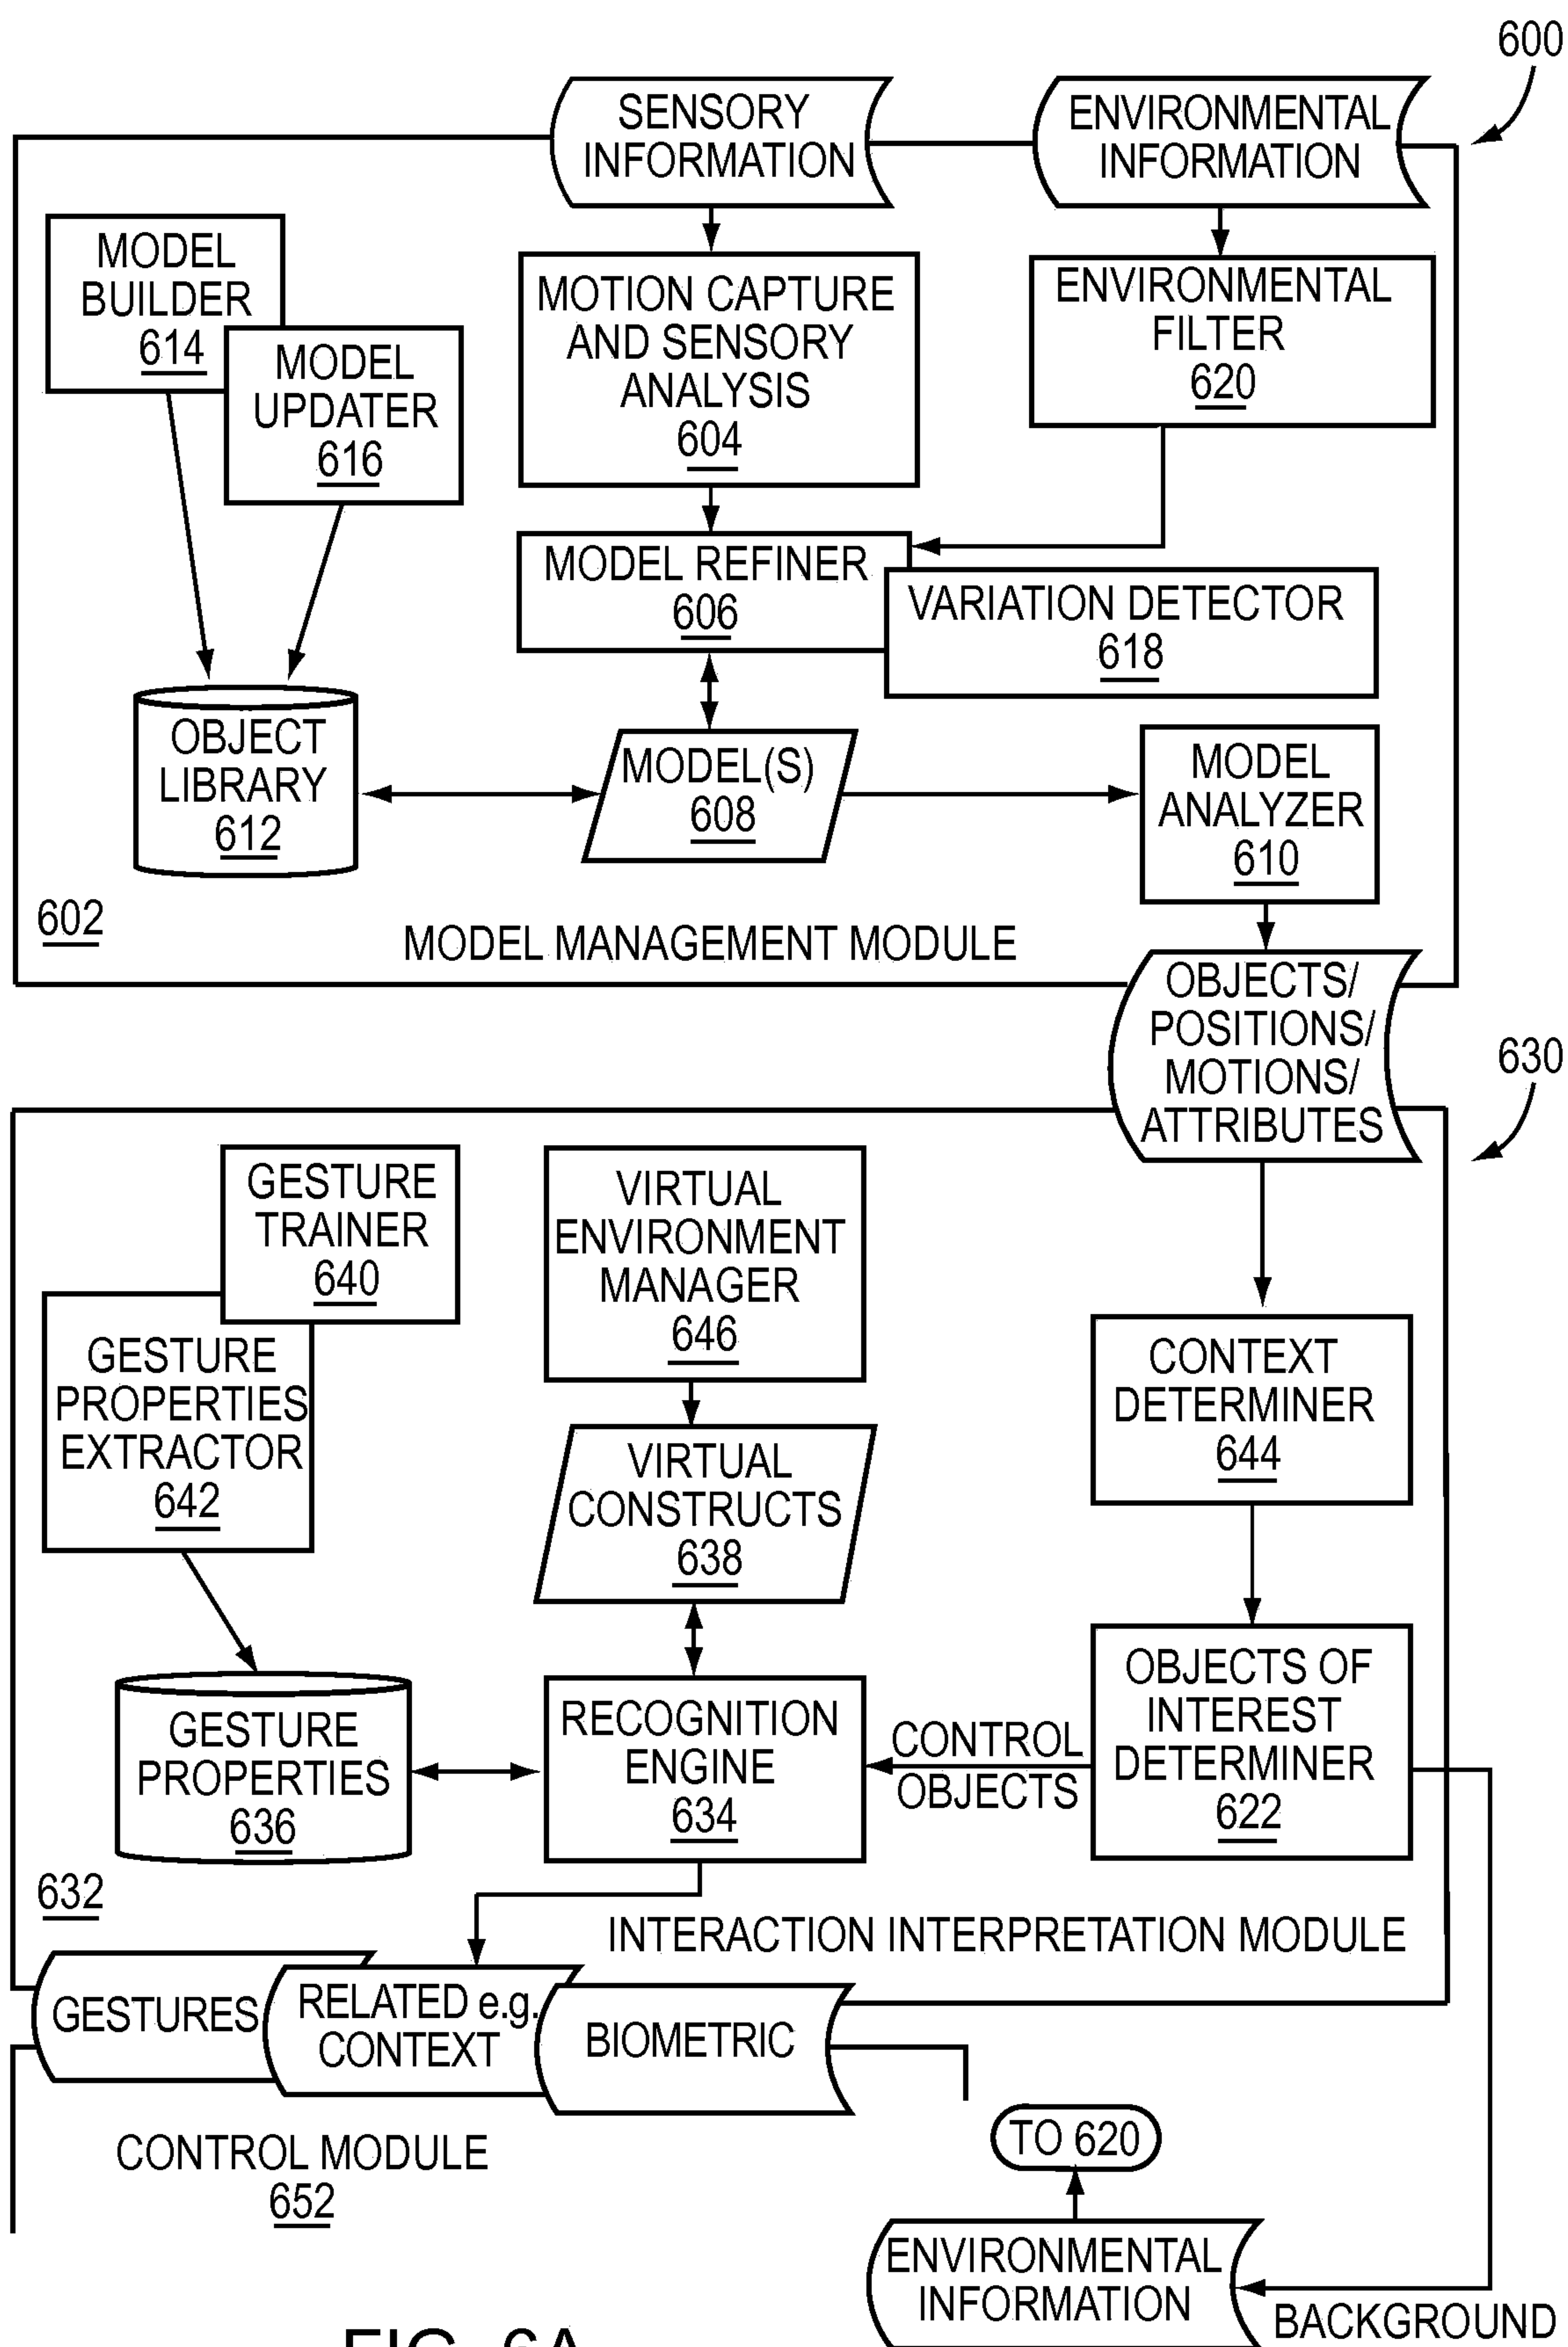 600
SENSORY
INFORMATION
ENVIRONMENTAL
INFORMATION
MODEL
BUILDER
614
MODEL
UPDATER
616
MOTION CAPTURE
AND SENSORY
ANALYSIS
604
ENVIRONMENTAL
FILTER
620
MODEL REFINER
606
VARIATION DETECTOR
618
OBJECT
LIBRARY
612
MODEL(S)
608
MODEL
ANALYZER
610
602
MODEL MANAGEMENT MODULE
OBJECTS/
POSITIONS/
MOTIONS/
ATTRIBUTES
630
GESTURE
TRAINER
640
GESTURE
PROPERTIES
EXTRACTOR
642
VIRTUAL
ENVIRONMENT
MANAGER
646
CONTEXT
DETERMINER
644
VIRTUAL
CONSTRUCTS
638
GESTURE
PROPERTIES
636
RECOGNITION
ENGINE
634
CONTROL
OBJECTS
OBJECTS OF
INTEREST
DETERMINER
622
632
INTERACTION INTERPRETATION MODULE
GESTURES
RELATED e.g.
CONTEXT
BIOMETRIC
CONTROL MODULE
652
TO 620
ENVIRONMENTAL
INFORMATION
BACKGROUND
FIG. 6A